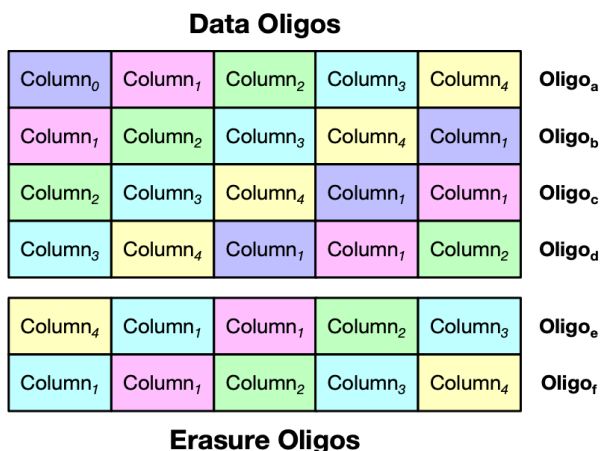 Data Oligos
Column0 Column1 Column2 Column3 Column4 Oligoa
Column1 Column2 Column3 Column4 Column1 Oligob
Column2 Column3 Column4 Column1 Column1 Oligoc
Column3 Column4 Column1 Column1 Column2 Oligod
Column4 Column1 Column1 Column2 Column3 Oligoe
Column1 Column1 Column2 Column3 Column4 Oligof
Erasure Oligos